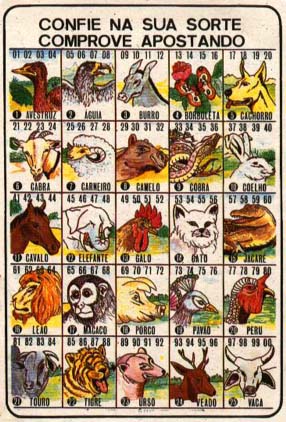 CONFIE NA SUA SORTE
COMPROVE APOSTANDO
01 02 03 04 05 06 07 08 09 10 11 12 13 14 15 16 17 18 19 20
1 AVESTRUZ 2 AGUIA 3 BURRO 4 BORBOLETA 5 CACHORRO
21 22 23 24 25 26 27 28 29 30 31 32 33 34 35 36 37 38 39 40
6 CABRA 7 CARNEIRO 8 CAMELO 9 COBRA 10 COELHO
41 42 43 44 45 46 47 48 49 50 51 52 53 54 55 56 57 58 59 60
11 CAVALO 12 ELEFANTE 13 GALO 14 GATO 15 JACARE
61 62 63 64 65 66 67 68 69 70 71 72 73 74 75 76 77 78 79 80
16 LEAO 17 MACACO 18 PORCO 19 PAVAO 20 PERU
81 82 83 84 85 86 87 88 89 90 91 92 93 94 95 96 97 98 99 00
21 TOURO 22 TIGRE 23 URSO 24 VEADO 25 VACA